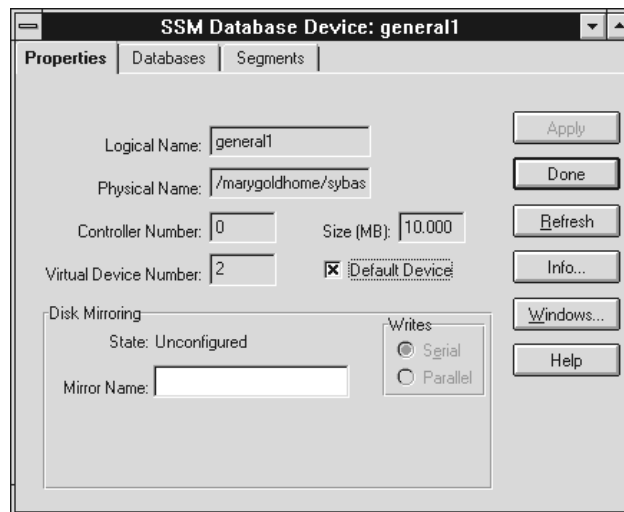 SSM Database Device: general1
Properties Databases Segments
Logical Name: general1
Physical Name: /marygoldhome/sybas
Controller Number: 0 Size (MB): 10.000
Virtual Device Number: 2 Default Device
Disk Mirroring
State: Unconfigured
Mirror Name:
Writes
Serial
Parallel
Apply
Done
Refresh
Info...
Windows...
Help